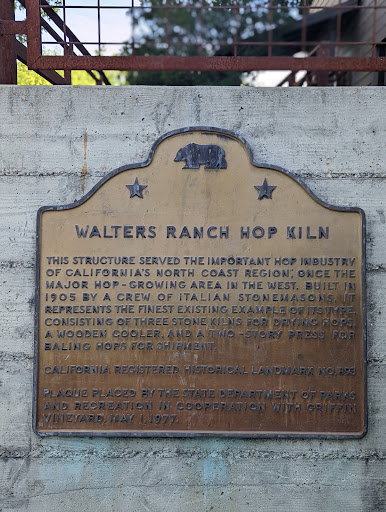 WALTERS RANCH HOP KILN
THIS STRUCTURE SERVED THE IMPORTANT HOP INDUSTRY
OF CALIFORNIA'S NORTH COAST REGION, ONCE THE
MAJOR HOP-GROWING AREA IN THE WEST. BUILT IN
1905 BY A CREW OF ITALIAN STONEMASONS, IT
REPRESENTS THE FINEST EXISTING EXAMPLE OF ITS TYPE,
CONSISTING OF THREE STONE KILNS FOR DRYING HOPS,
A WOODEN COOLER, AND A TWO-STORY PRESS FOR
BALING HOPS FOR SHIPMENT.
CALIFORNIA REGISTERED HISTORICAL LANDMARK NO. 893
PLAQUE PLACED BY THE STATE DEPARTMENT OF PARKS
AND RECREATION IN COOPERATION WITH GRIFFIN
VINEYARD, MAY 1, 1977.